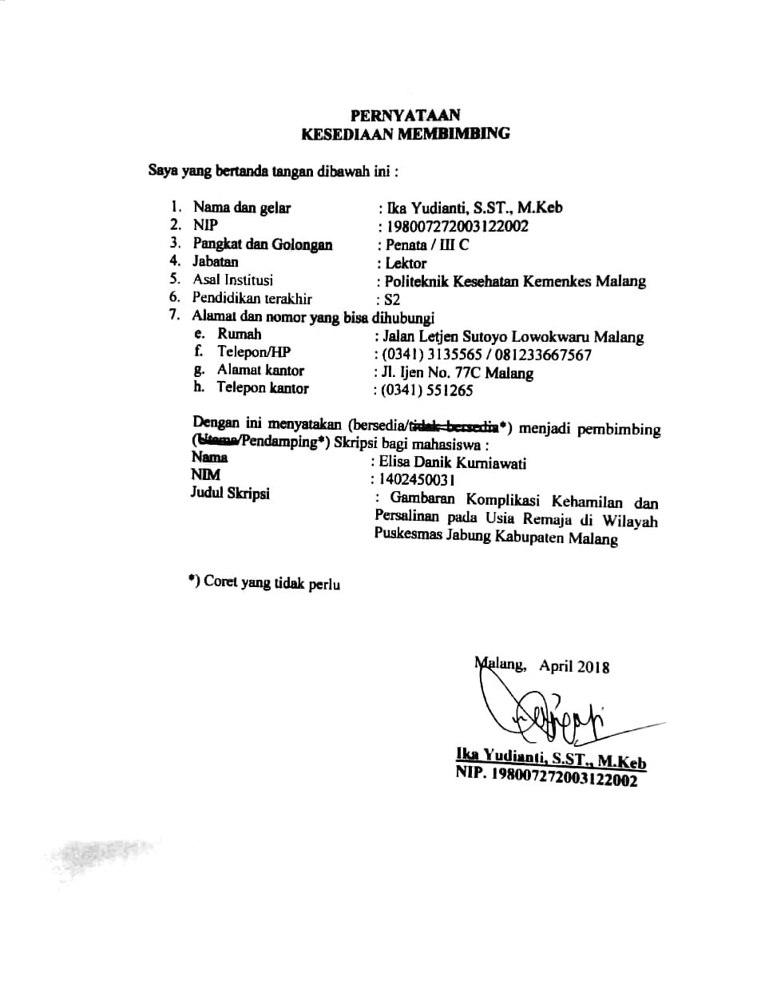 PERNYATAAN
KESEDIAAN MEMBIMBING
Saya yang bertanda tangan dibawah ini :
1. Nama dan gelar : Ika Yudianti, S.ST., M.Keb
2. NIP : 198007272003122002
3. Pangkat dan Golongan : Penata / III C
4. Jabatan : Lektor
5. Asal Institusi : Politeknik Kesehatan Kemenkes Malang
6. Pendidikan terakhir : S2
7. Alamat dan nomor yang bisa dihubungi
e. Rumah : Jalan Letjen Sutoyo Lowokwaru Malang
f. Telepon/HP : (0341) 3135565 / 081233667567
g. Alamat kantor : Jl. Ijen No. 77C Malang
h. Telepon kantor : (0341) 551265
Dengan ini menyatakan (bersedia/tidak bersedia*) menjadi pembimbing
(Utama/Pendamping*) Skripsi bagi mahasiswa :
Nama : Elisa Danik Kurniawati
NIM : 1402450031
Judul Skripsi : Gambaran Komplikasi Kehamilan dan
Persalinan pada Usia Remaja di Wilayah
Puskesmas Jabung Kabupaten Malang
*) Coret yang tidak perlu
Malang, April 2018
Ika Yudianti, S.ST., M.Keb
NIP. 198007272003122002